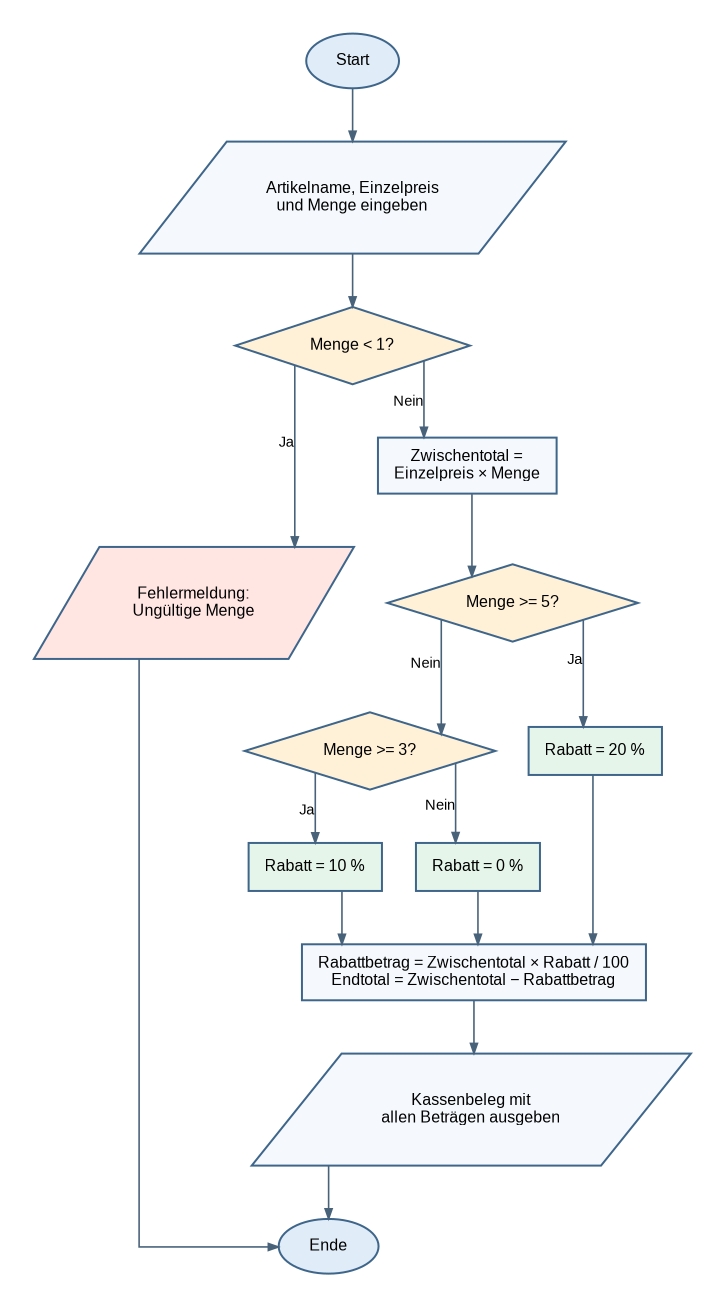 Start
Artikelname, Einzelpreis
und Menge eingeben
Menge < 1?
Nein
Ja
Zwischentotal =
Einzelpreis × Menge
Fehlermeldung:
Ungültige Menge
Menge >= 5?
Nein
Ja
Menge >= 3?
Rabatt = 20 %
Ja
Nein
Rabatt = 10 %
Rabatt = 0 %
Rabattbetrag = Zwischentotal × Rabatt / 100
Endtotal = Zwischentotal − Rabattbetrag
Kassenbeleg mit
allen Beträgen ausgeben
Ende